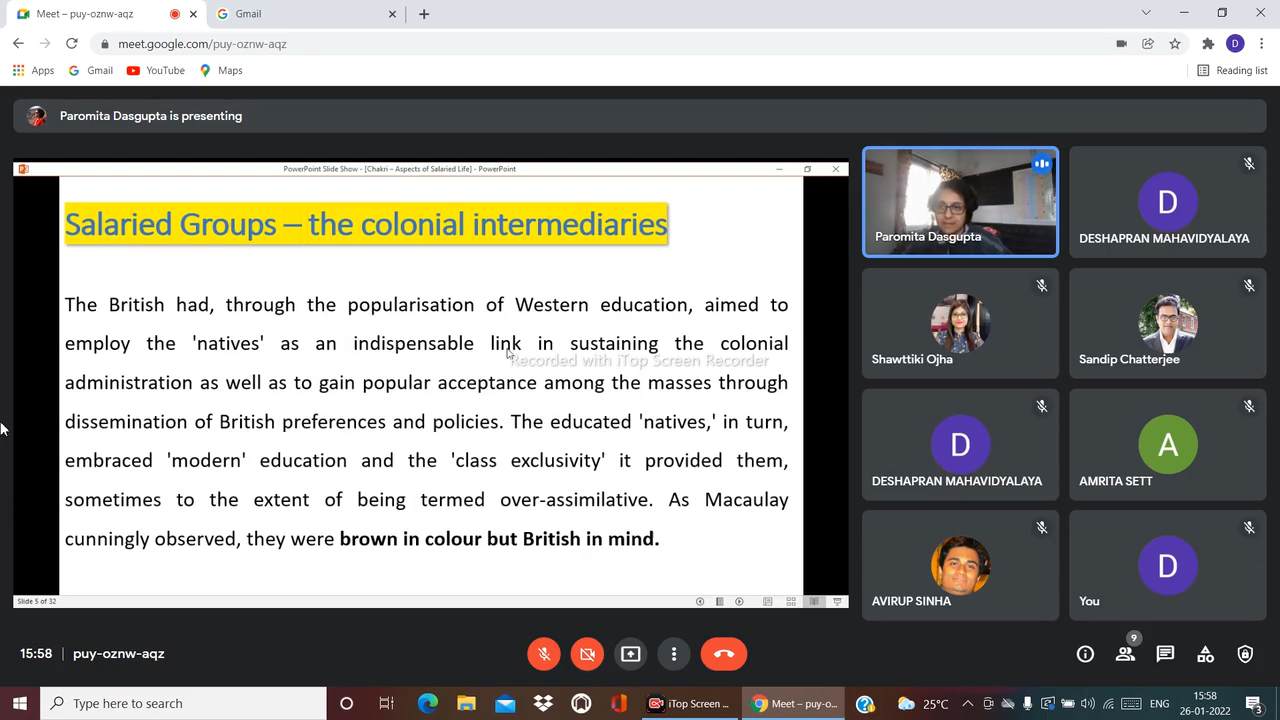 Meet – puy-oznw-aqz
Gmail
meet.google.com/puy-oznw-aqz
Apps
Gmail
YouTube
Maps
Reading list
Paromita Dasgupta is presenting
PowerPoint Slide Show - [Chakri – Aspects of Salaried Life] - PowerPoint
Salaried Groups – the colonial intermediaries
The British had, through the popularisation of Western education, aimed to
employ the 'natives' as an indispensable link in sustaining the colonial
Recorded with iTop Screen Recorder
administration as well as to gain popular acceptance among the masses through
dissemination of British preferences and policies. The educated 'natives,' in turn,
embraced 'modern' education and the 'class exclusivity' it provided them,
sometimes to the extent of being termed over-assimilative. As Macaulay
cunningly observed, they were brown in colour but British in mind.
Slide 5 of 32
Paromita Dasgupta
D
DESHAPRAN MAHAVIDYALAYA
Shawttiki Ojha
Sandip Chatterjee
D
DESHAPRAN MAHAVIDYALAYA
A
AMRITA SETT
AVIRUP SINHA
D
You
15:58
puy-oznw-aqz
9
Type here to search
iTop Screen ...
Meet – puy-o...
25°C
ENG
15:58
26-01-2022
3